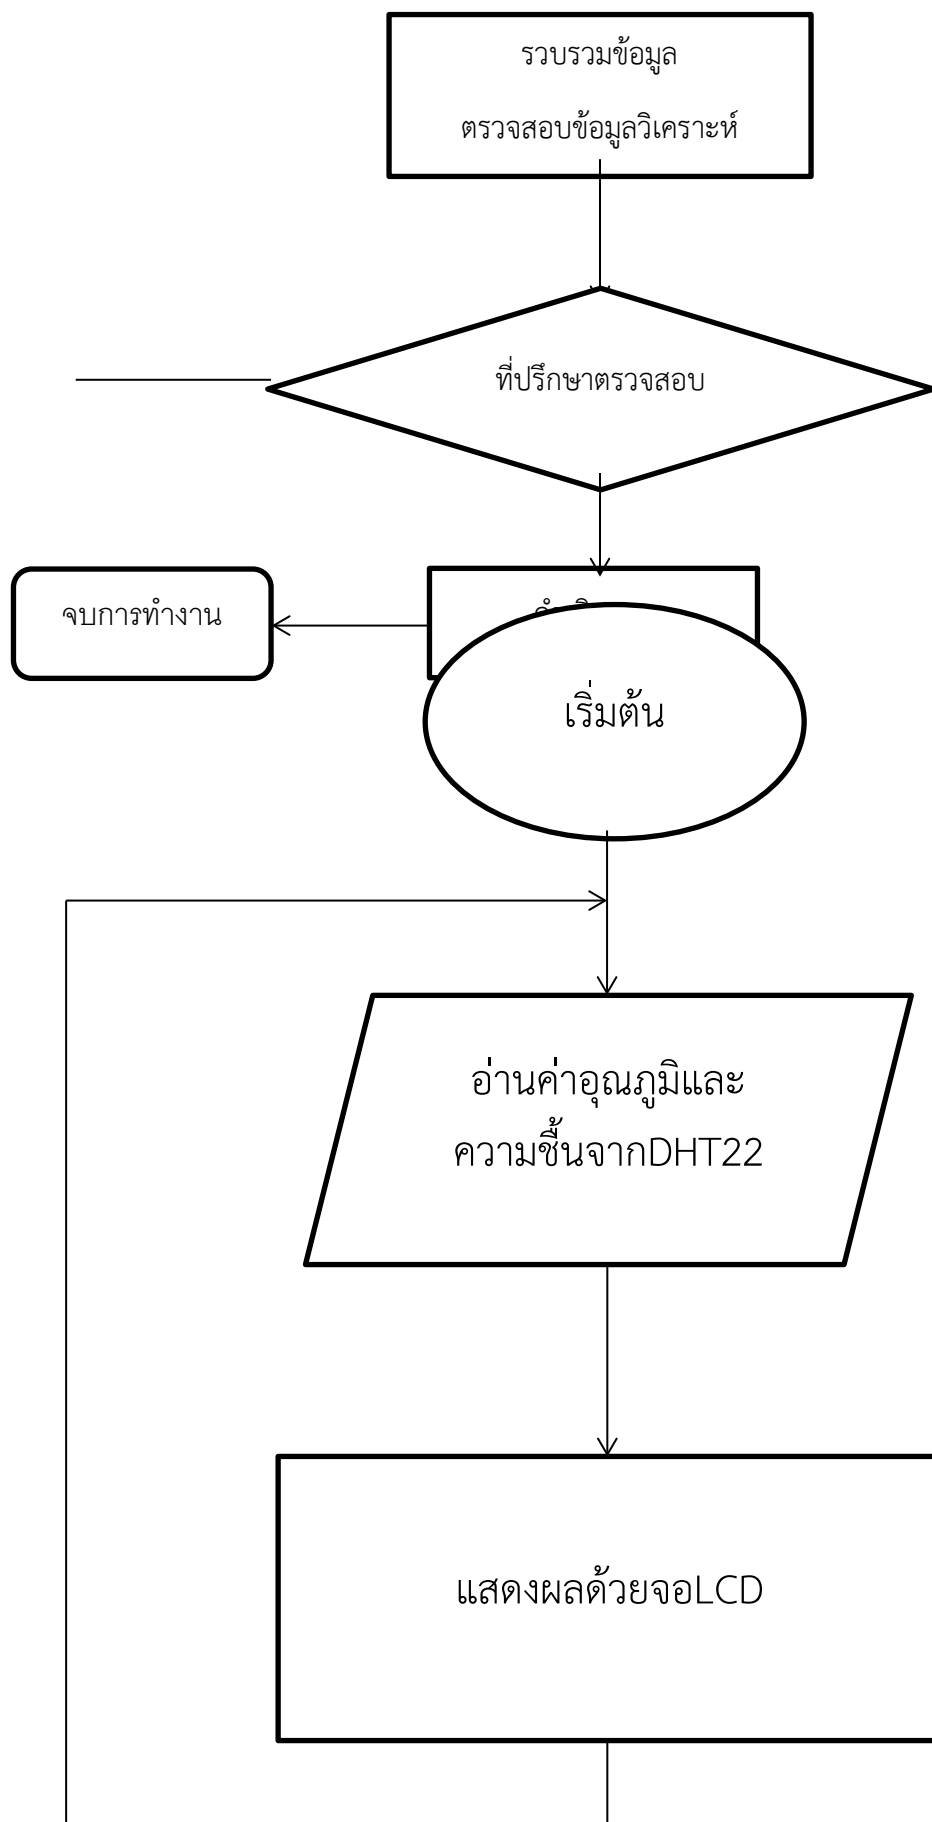 รวบรวมข้อมูล
ตรวจสอบข้อมูลวิเคราะห์
ที่ปรึกษาตรวจสอบ
จบการทำงาน
เริ่มต้น
อ่านค่าอุณภูมิและ
ความชื้นจากDHT22
แสดงผลด้วยจอLCD